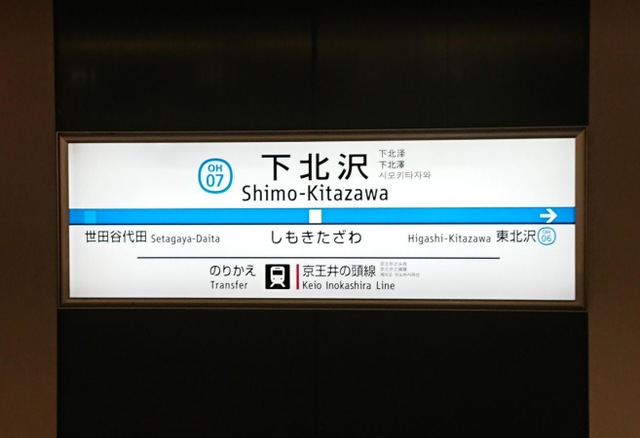 OH
07
下北沢
下北泽
下北澤
시모키타자와
Shimo-Kitazawa
世田谷代田 Setagaya-Daita
しもきたざわ
Higashi-Kitazawa 東北沢
OH
06
のりかえ
Transfer
京王井の頭線
Keio Inokashira Line